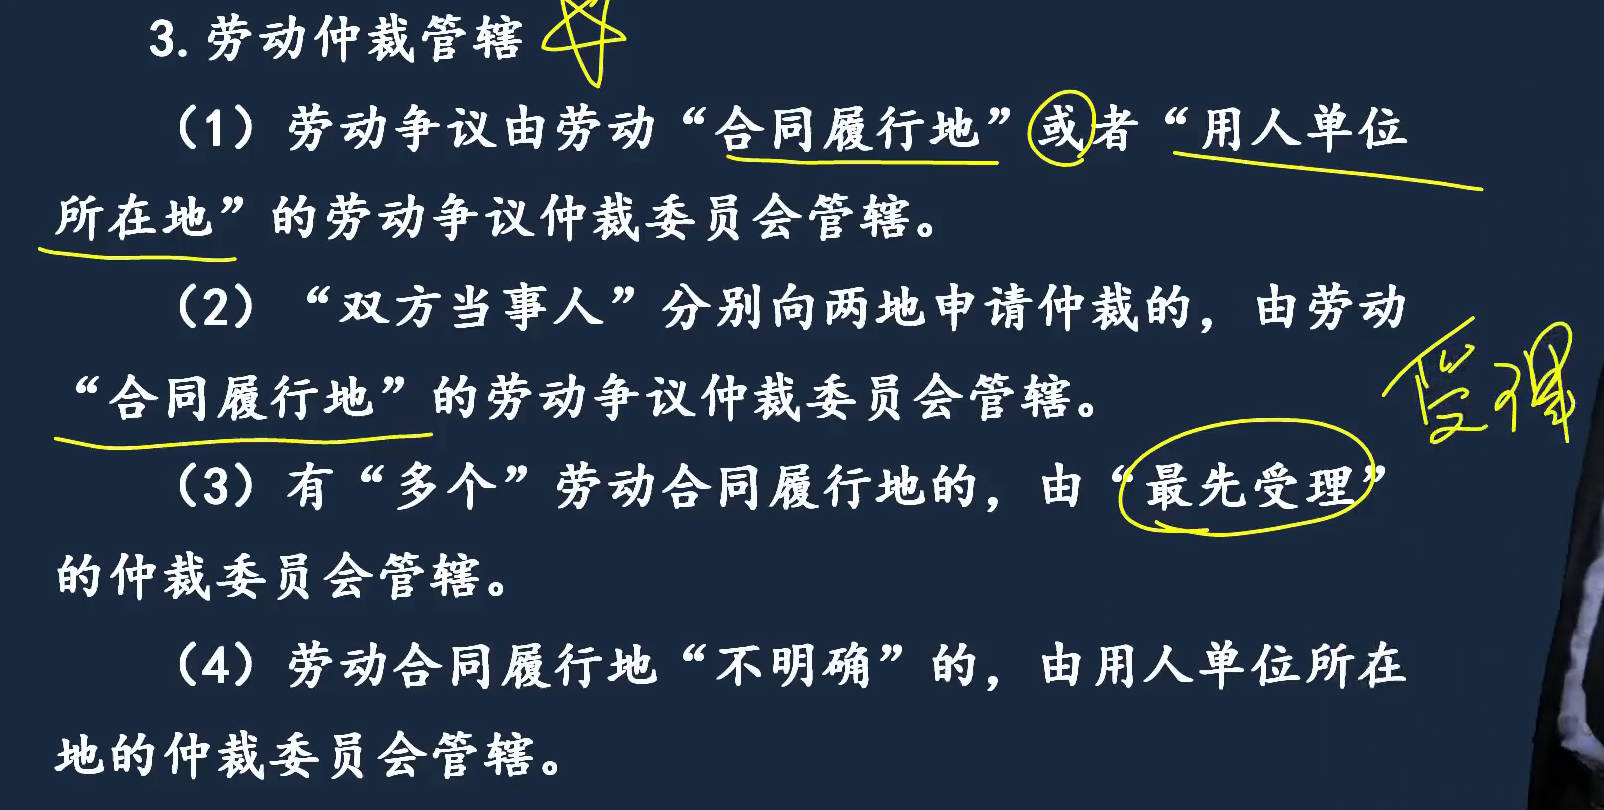 3.劳动仲裁管辖
（1）劳动争议由劳动“合同履行地”或者“用人单位
所在地”的劳动争议仲裁委员会管辖。
（2）“双方当事人”分别向两地申请仲裁的，由劳动
“合同履行地”的劳动争议仲裁委员会管辖。
受理
（3）有“多个”劳动合同履行地的，由“最先受理”
的仲裁委员会管辖。
（4）劳动合同履行地“不明确”的，由用人单位所在
地的仲裁委员会管辖。